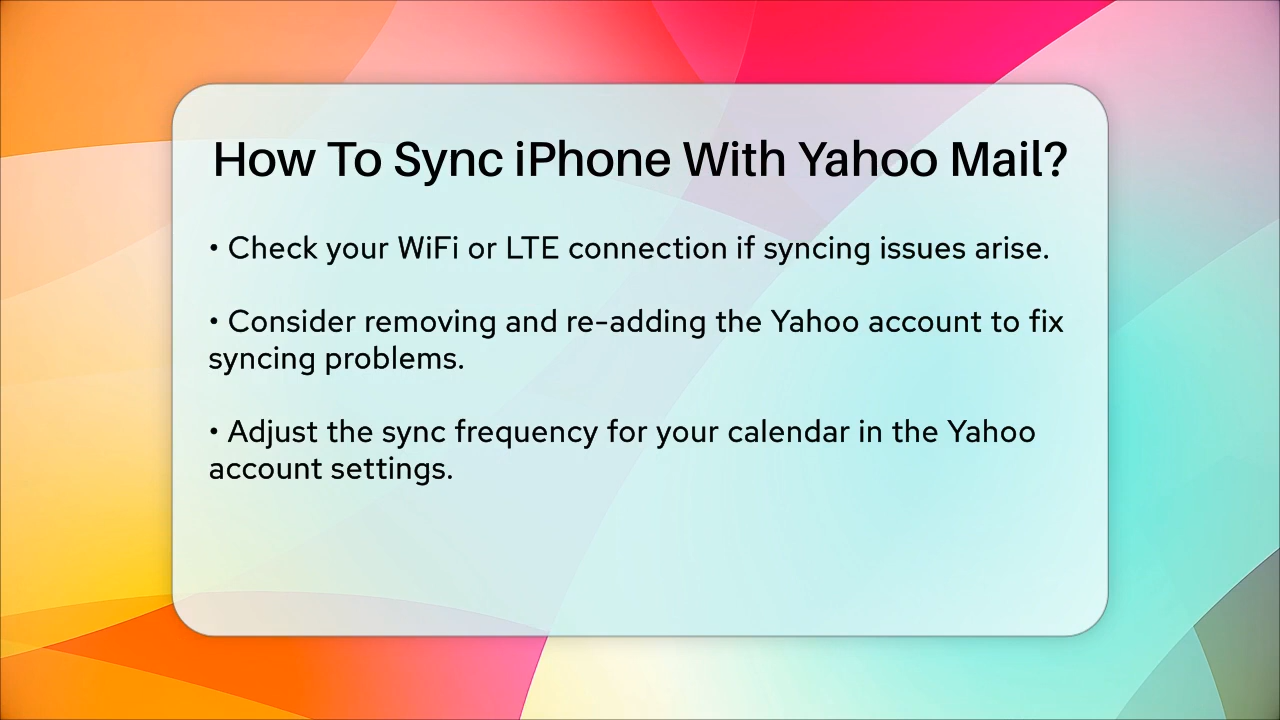 How To Sync iPhone With Yahoo Mail?
• Check your WiFi or LTE connection if syncing issues arise.
• Consider removing and re-adding the Yahoo account to fix
syncing problems.
• Adjust the sync frequency for your calendar in the Yahoo
account settings.